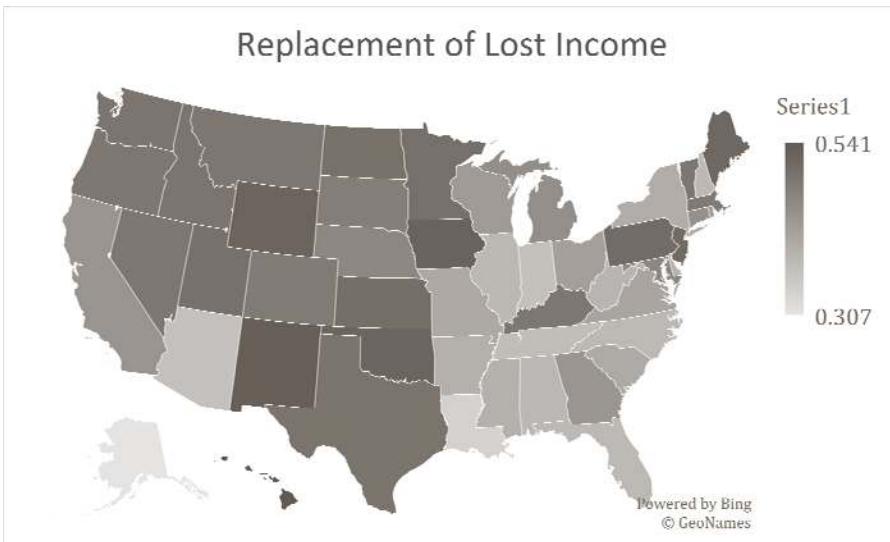 Replacement of Lost Income
Series1
0.541
0.307
Powered by Bing
© GeoNames